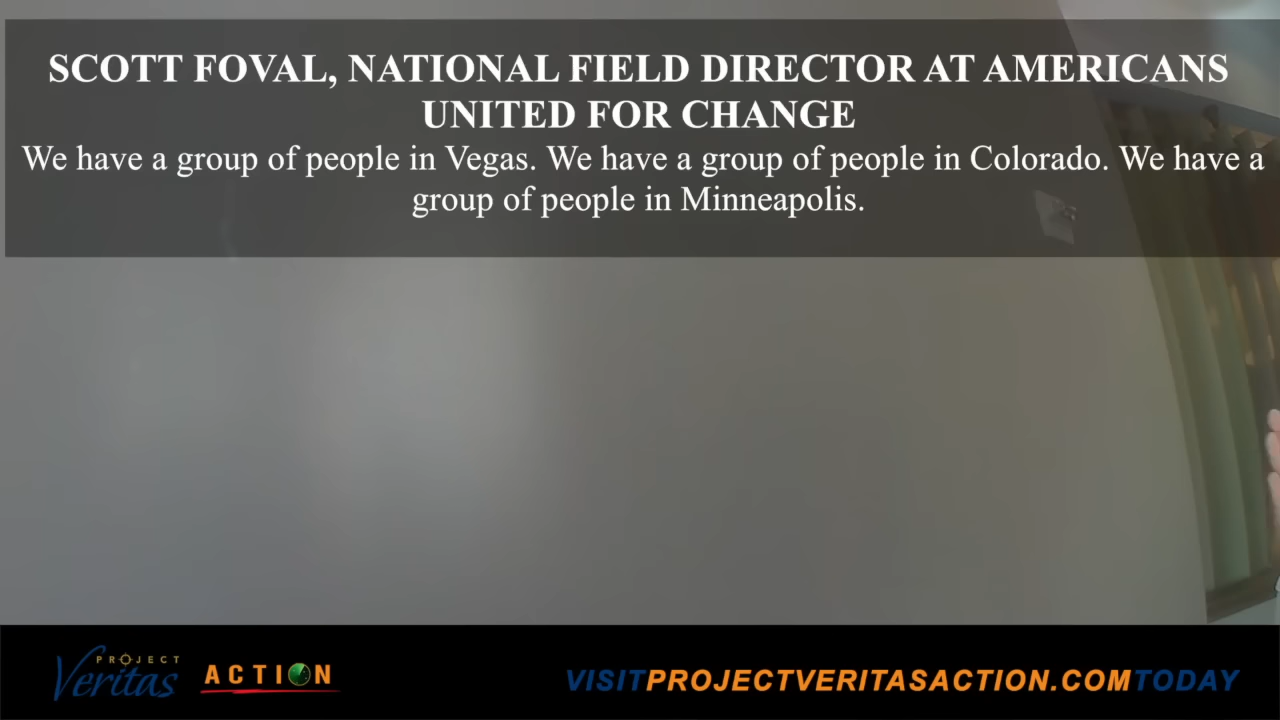 SCOTT FOVAL, NATIONAL FIELD DIRECTOR AT AMERICANS
UNITED FOR CHANGE
We have a group of people in Vegas. We have a group of people in Colorado. We have a
group of people in Minneapolis.
PROJECT
Veritas ACTION
VISITPROJECTVERITASACTION.COMTODAY